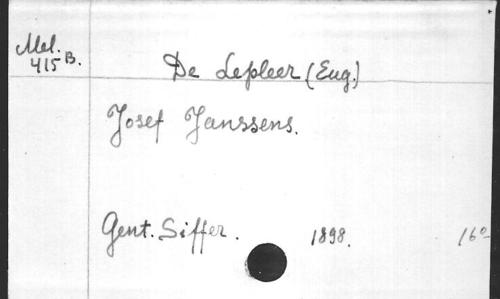 Mel.
415 B.
De Lepleer (Eug.)
Josef Janssens.
Gent. Siffer. 1898. 16°